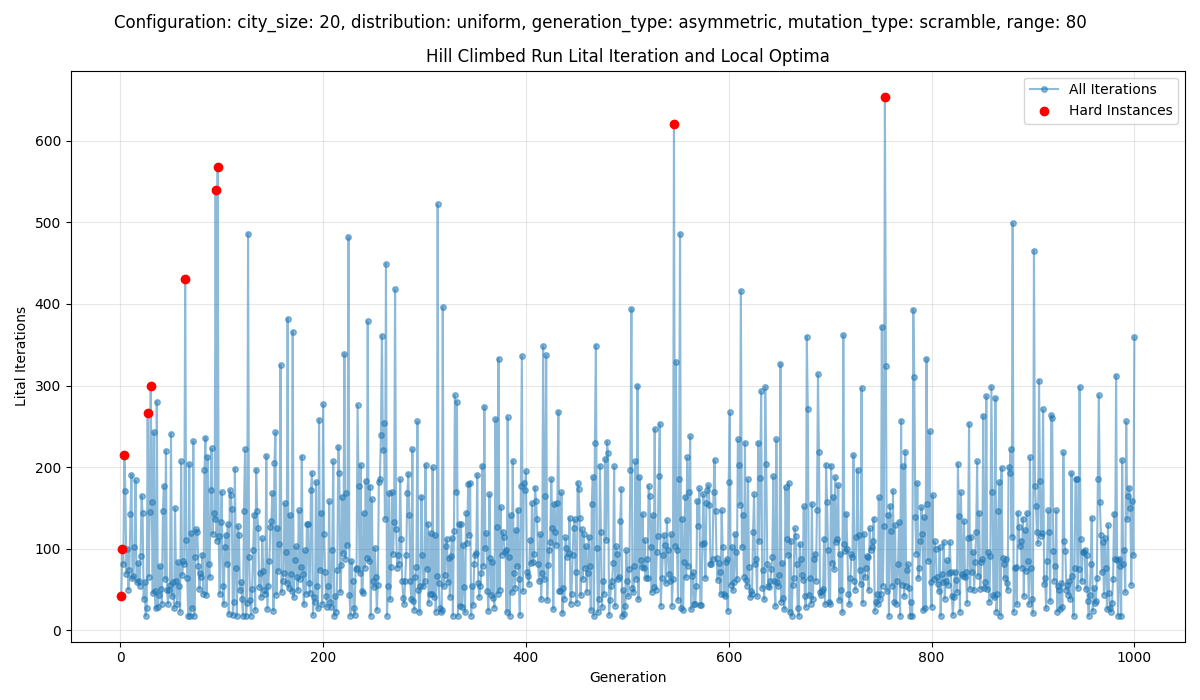 Configuration: city_size: 20, distribution: uniform, generation_type: asymmetric, mutation_type: scramble, range: 80
Hill Climbed Run Lital Iteration and Local Optima
All Iterations
Hard Instances
600
500
400
300
200
100
0
Lital Iterations
0 200 400 600 800 1000
Generation